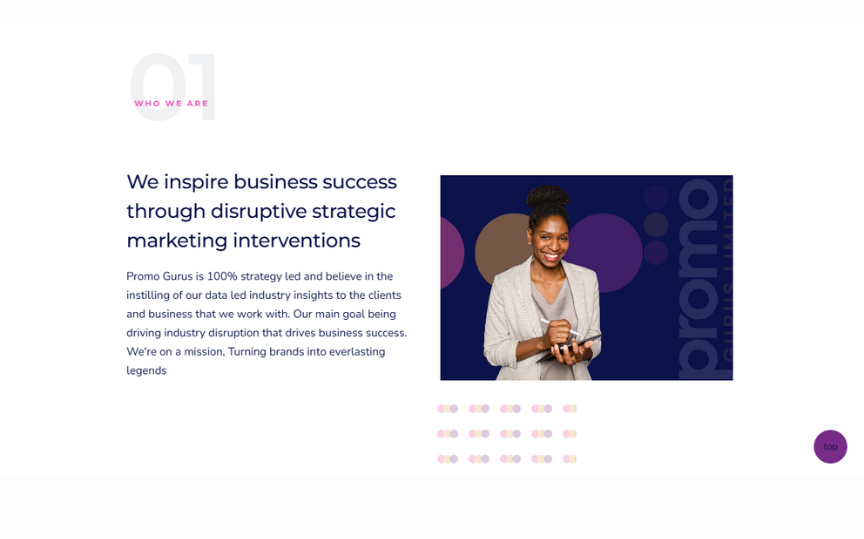 01
WHO WE ARE
We inspire business success
through disruptive strategic
marketing interventions
Promo Gurus is 100% strategy led and believe in the
instilling of our data led industry insights to the clients
and business that we work with. Our main goal being
driving industry disruption that drives business success.
We're on a mission, Turning brands into everlasting
legends
promo
GURUS LIMITED
top